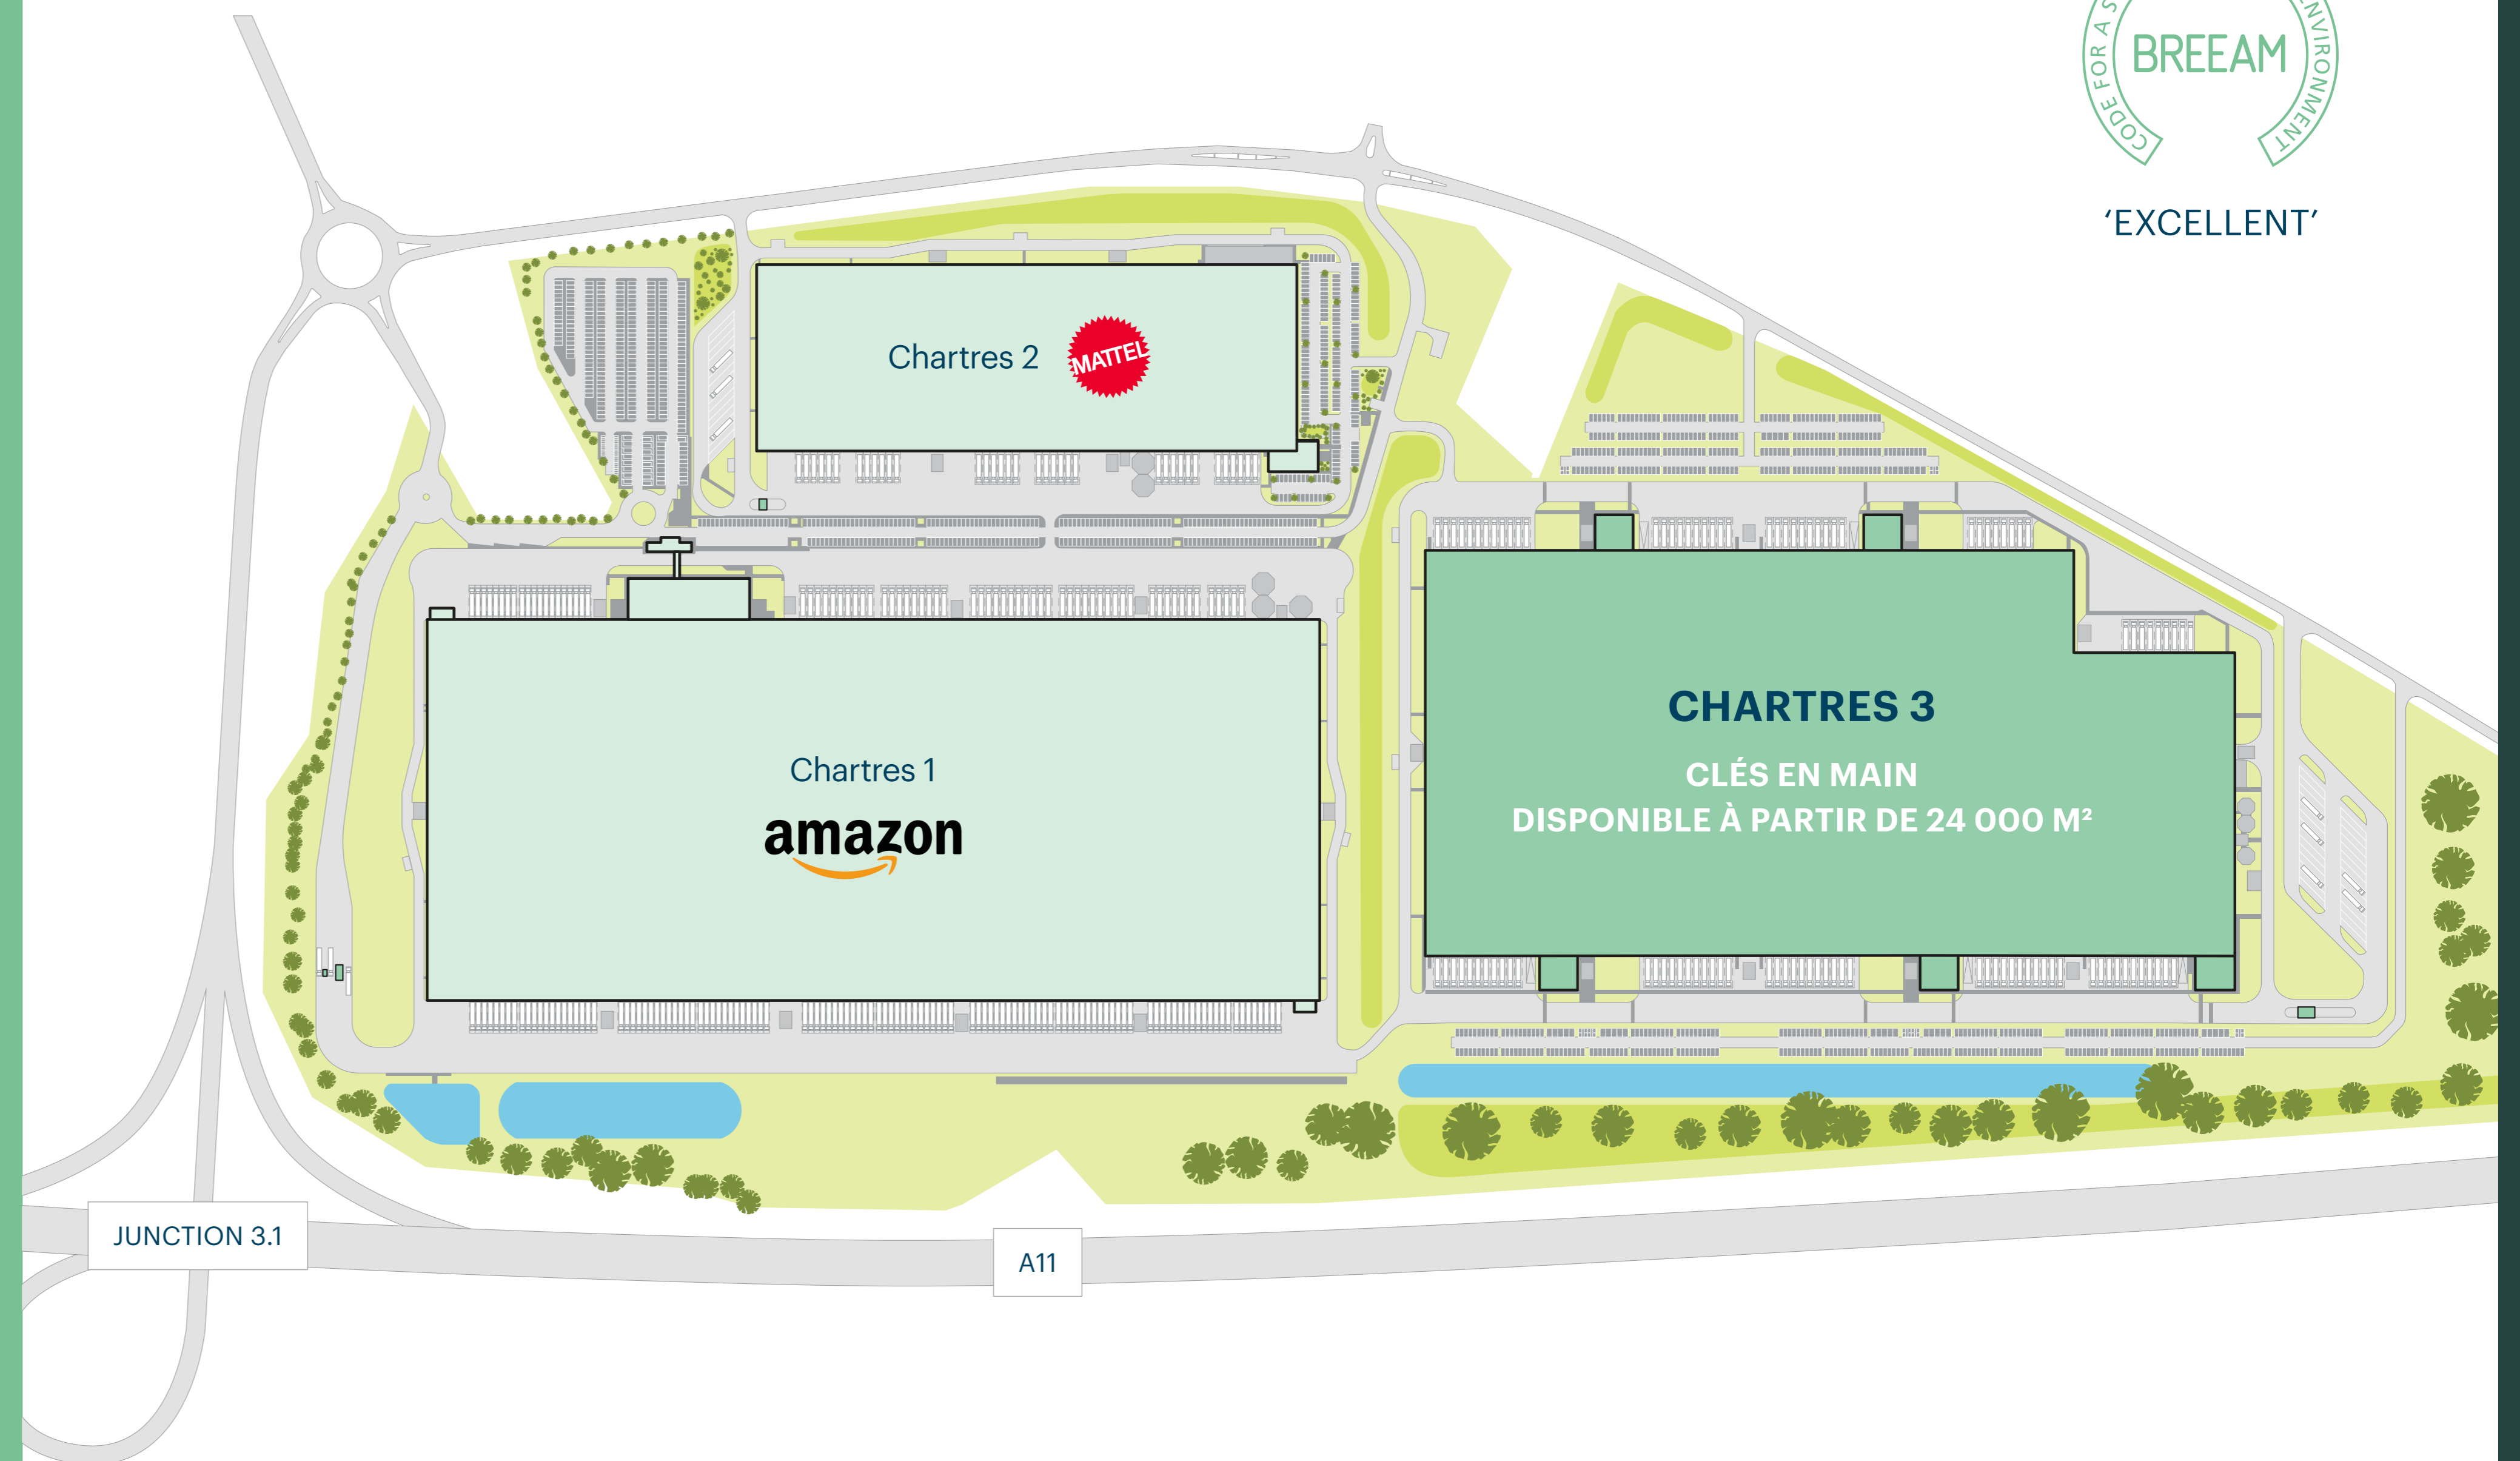 CODE FOR A S
NVIRONMENT
BREEAM
‘EXCELLENT’
Chartres 2
MATTEL
CHARTRES 3
CLÉS EN MAIN
DISPONIBLE À PARTIR DE 24 000 M²
Chartres 1
amazon
JUNCTION 3.1
A11